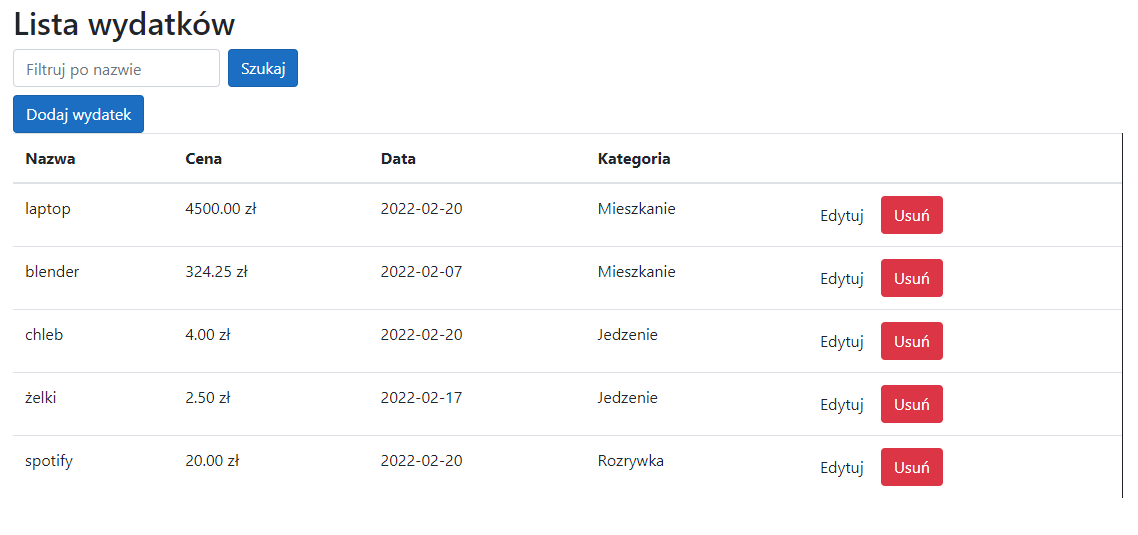 Lista wydatków
Filtruj po nazwie Szukaj
Dodaj wydatek
Nazwa Cena Data Kategoria
laptop 4500.00 zł 2022-02-20 Mieszkanie Edytuj Usuń
blender 324.25 zł 2022-02-07 Mieszkanie Edytuj Usuń
chleb 4.00 zł 2022-02-20 Jedzenie Edytuj Usuń
żelki 2.50 zł 2022-02-17 Jedzenie Edytuj Usuń
spotify 20.00 zł 2022-02-20 Rozrywka Edytuj Usuń